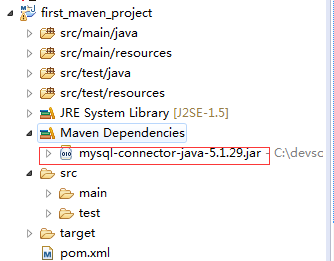 first_maven_project
src/main/java
src/main/resources
src/test/java
src/test/resources
JRE System Library [J2SE-1.5]
Maven Dependencies
mysql-connector-java-5.1.29.jar - C:\devsc
src
main
test
target
pom.xml